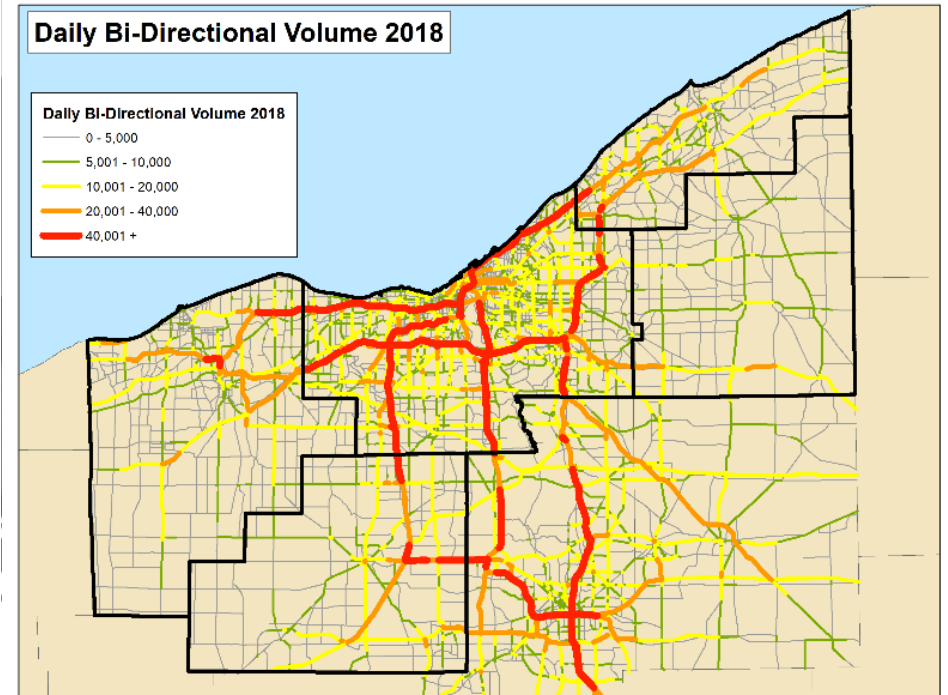 Daily Bi-Directional Volume 2018
Daily BI-Directional Volume 2018
0 - 5,000
5,001 - 10,000
10,001 - 20,000
20,001 - 40,000
40,001 +